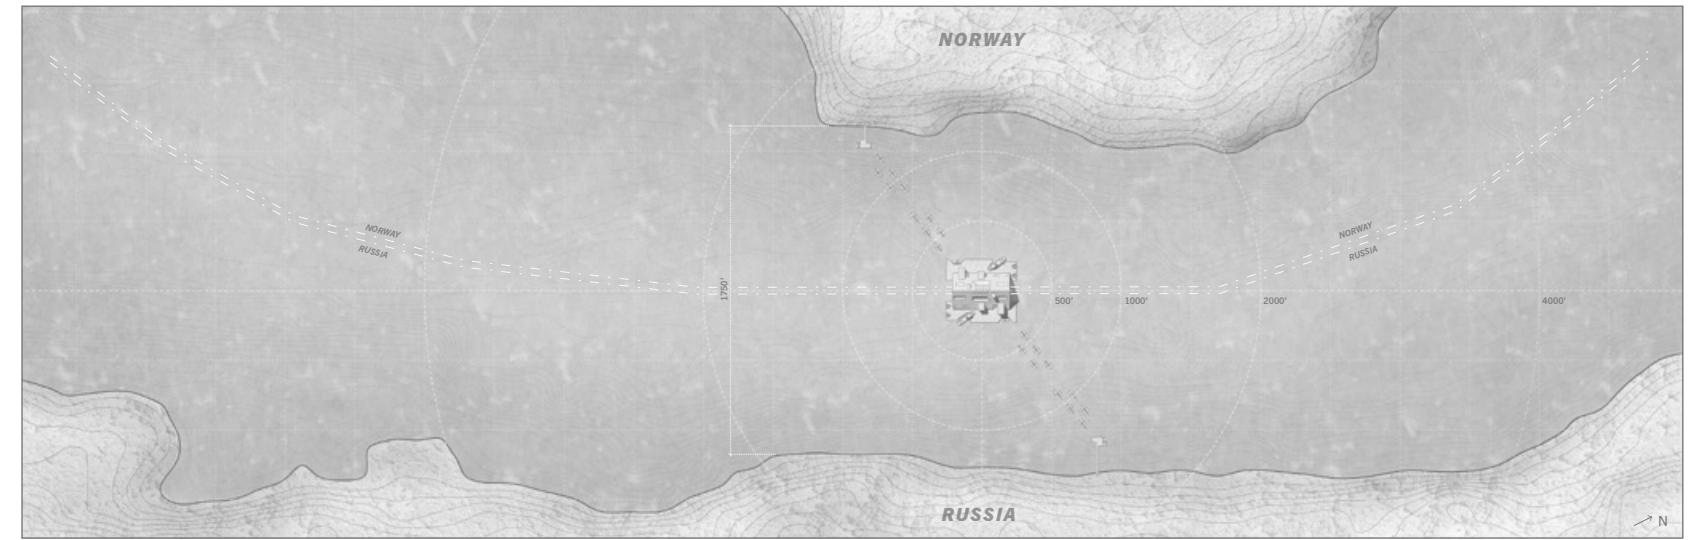 NORWAY
NORWAY
RUSSIA
NORWAY
RUSSIA
1750'
500'
1000'
2000'
4000'
RUSSIA
N